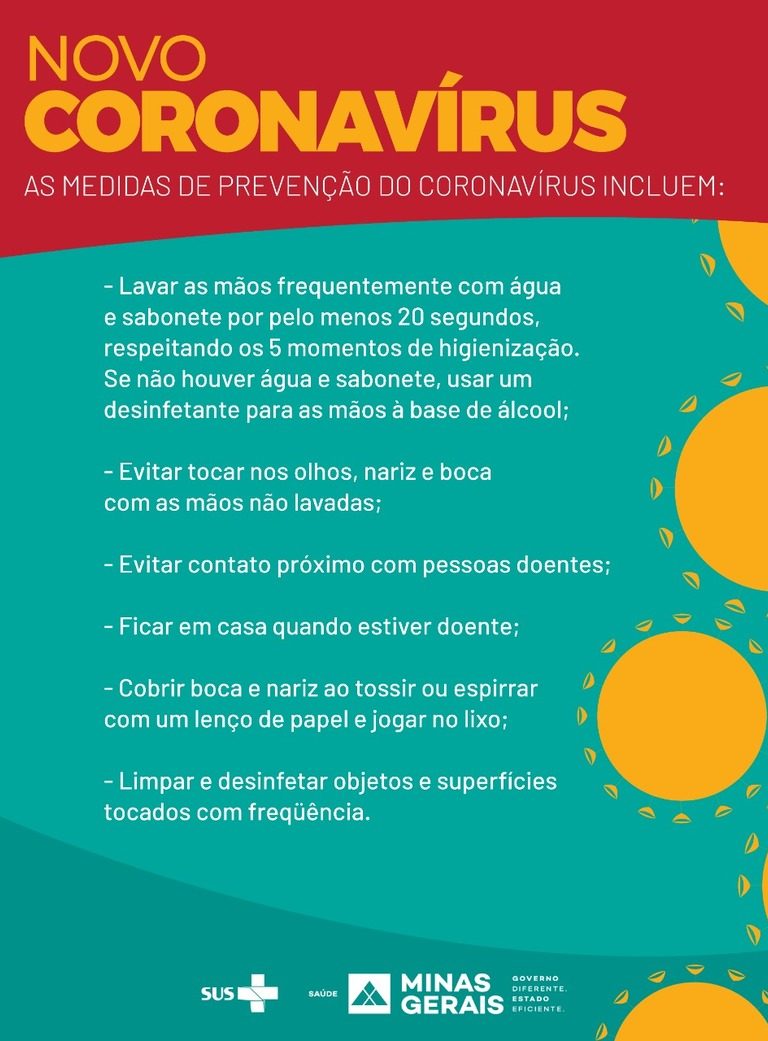 NOVO
CORONAVÍRUS
AS MEDIDAS DE PREVENÇÃO DO CORONAVÍRUS INCLUEM:
- Lavar as mãos frequentemente com água
e sabonete por pelo menos 20 segundos,
respeitando os 5 momentos de higienização.
Se não houver água e sabonete, usar um
desinfetante para as mãos à base de álcool;
- Evitar tocar nos olhos, nariz e boca
com as mãos não lavadas;
- Evitar contato próximo com pessoas doentes;
- Ficar em casa quando estiver doente;
- Cobrir boca e nariz ao tossir ou espirrar
com um lenço de papel e jogar no lixo;
- Limpar e desinfetar objetos e superfícies
tocados com freqüência.
SUS
SAÚDE
MINAS
GERAIS
GOVERNO
DIFERENTE.
ESTADO
EFICIENTE.